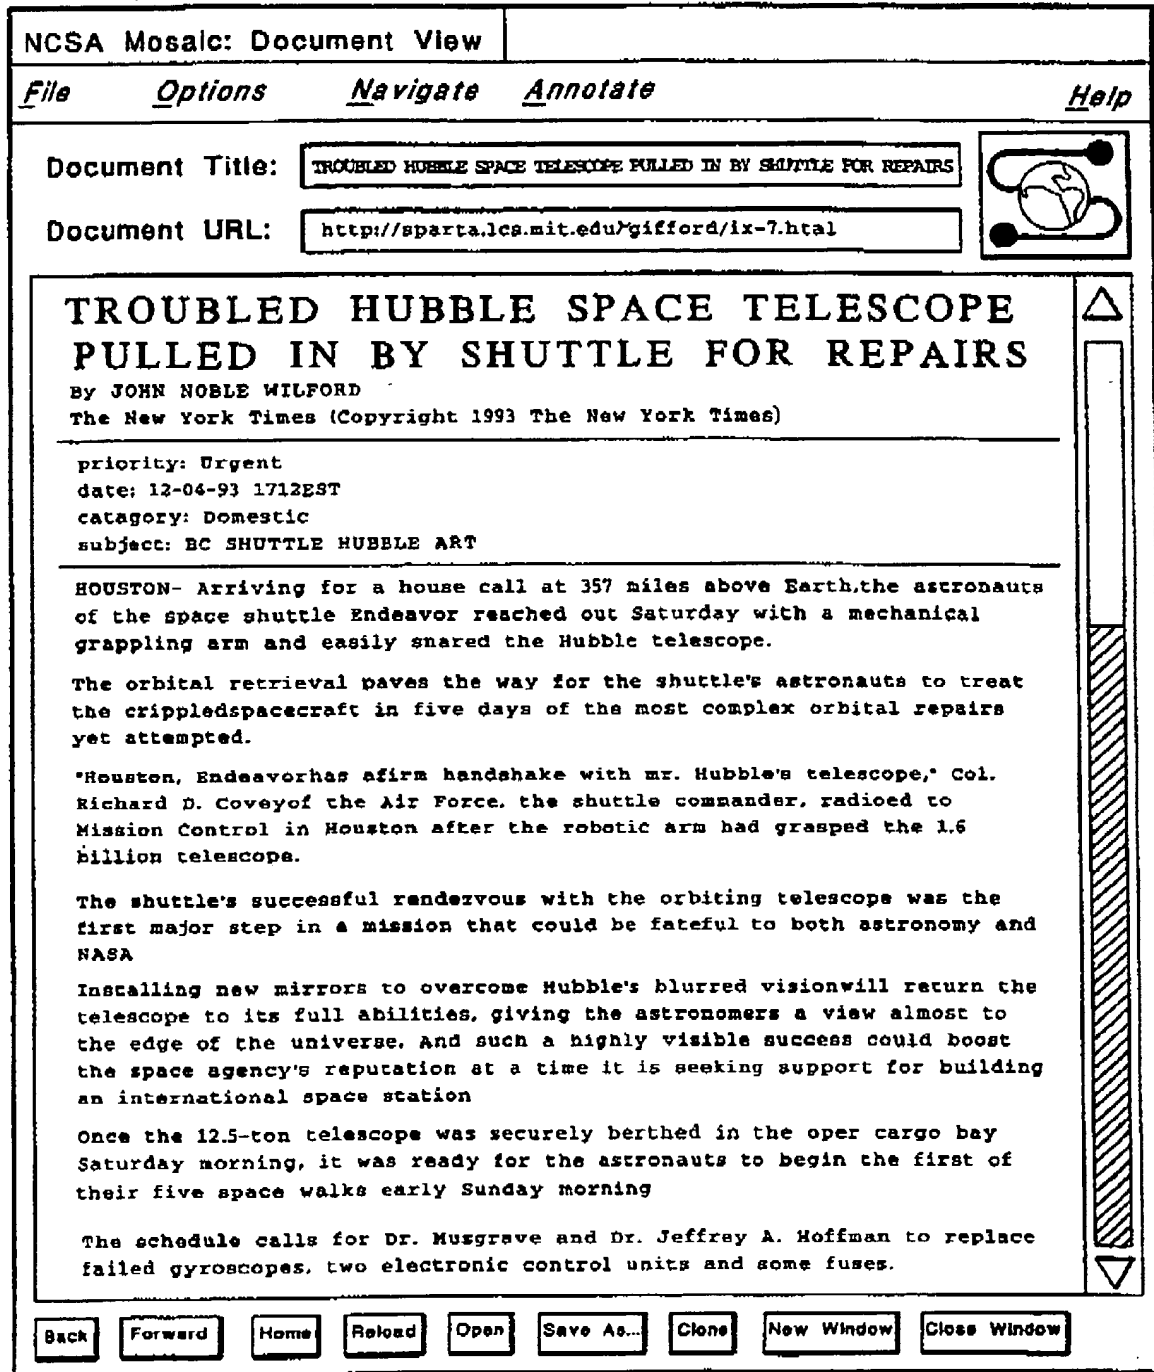 NCSA Mosaic: Document View
File Options Navigate Annotate Help
Document Title: TROUBLED HUBBLE SPACE TELESCOPE PULLED IN BY SHUTTLE FOR REPAIRS
Document URL: http://sparta.lcs.mit.edu/gifford/ix-7.htal
TROUBLED HUBBLE SPACE TELESCOPE
PULLED IN BY SHUTTLE FOR REPAIRS
By JOHN NOBLE WILFORD
The New York Times (Copyright 1993 The New York Times)
priority: Urgent
date: 12-04-93 1712EST
catagory: Domestic
subject: BC SHUTTLE HUBBLE ART
HOUSTON- Arriving for a house call at 357 miles above Earth,the astronauts
of the space shuttle Endeavor reached out Saturday with a mechanical
grappling arm and easily snared the Hubble telescope.
The orbital retrieval paves the way for the shuttle's astronauts to treat
the crippledspacecraft in five days of the most complex orbital repairs
yet attempted.
"Houston, Endeavorhas afirm handshake with mr. Hubble's telescope," Col.
Richard D. Coveyof the Air Force, the shuttle commander, radioed to
Mission Control in Houston after the robotic arm had grasped the 1.6
billion telescope.
The shuttle's successful rendezvous with the orbiting telescope was the
first major step in a mission that could be fateful to both astronomy and
NASA
Installing new mirrors to overcome Hubble's blurred visionwill return the
telescope to its full abilities, giving the astronomers a view almost to
the edge of the universe. And such a highly visible success could boost
the space agency's reputation at a time it is seeking support for building
an international space station
Once the 12.5-ton telescope was securely berthed in the oper cargo bay
Saturday morning, it was ready for the astronauts to begin the first of
their five space walks early Sunday morning
The schedule calls for Dr. Musgrave and Dr. Jeffrey A. Hoffman to replace
failed gyroscopes, two electronic control units and some fuses.
Back Forward Home Reload Open Save As... Clone New Window Close Window